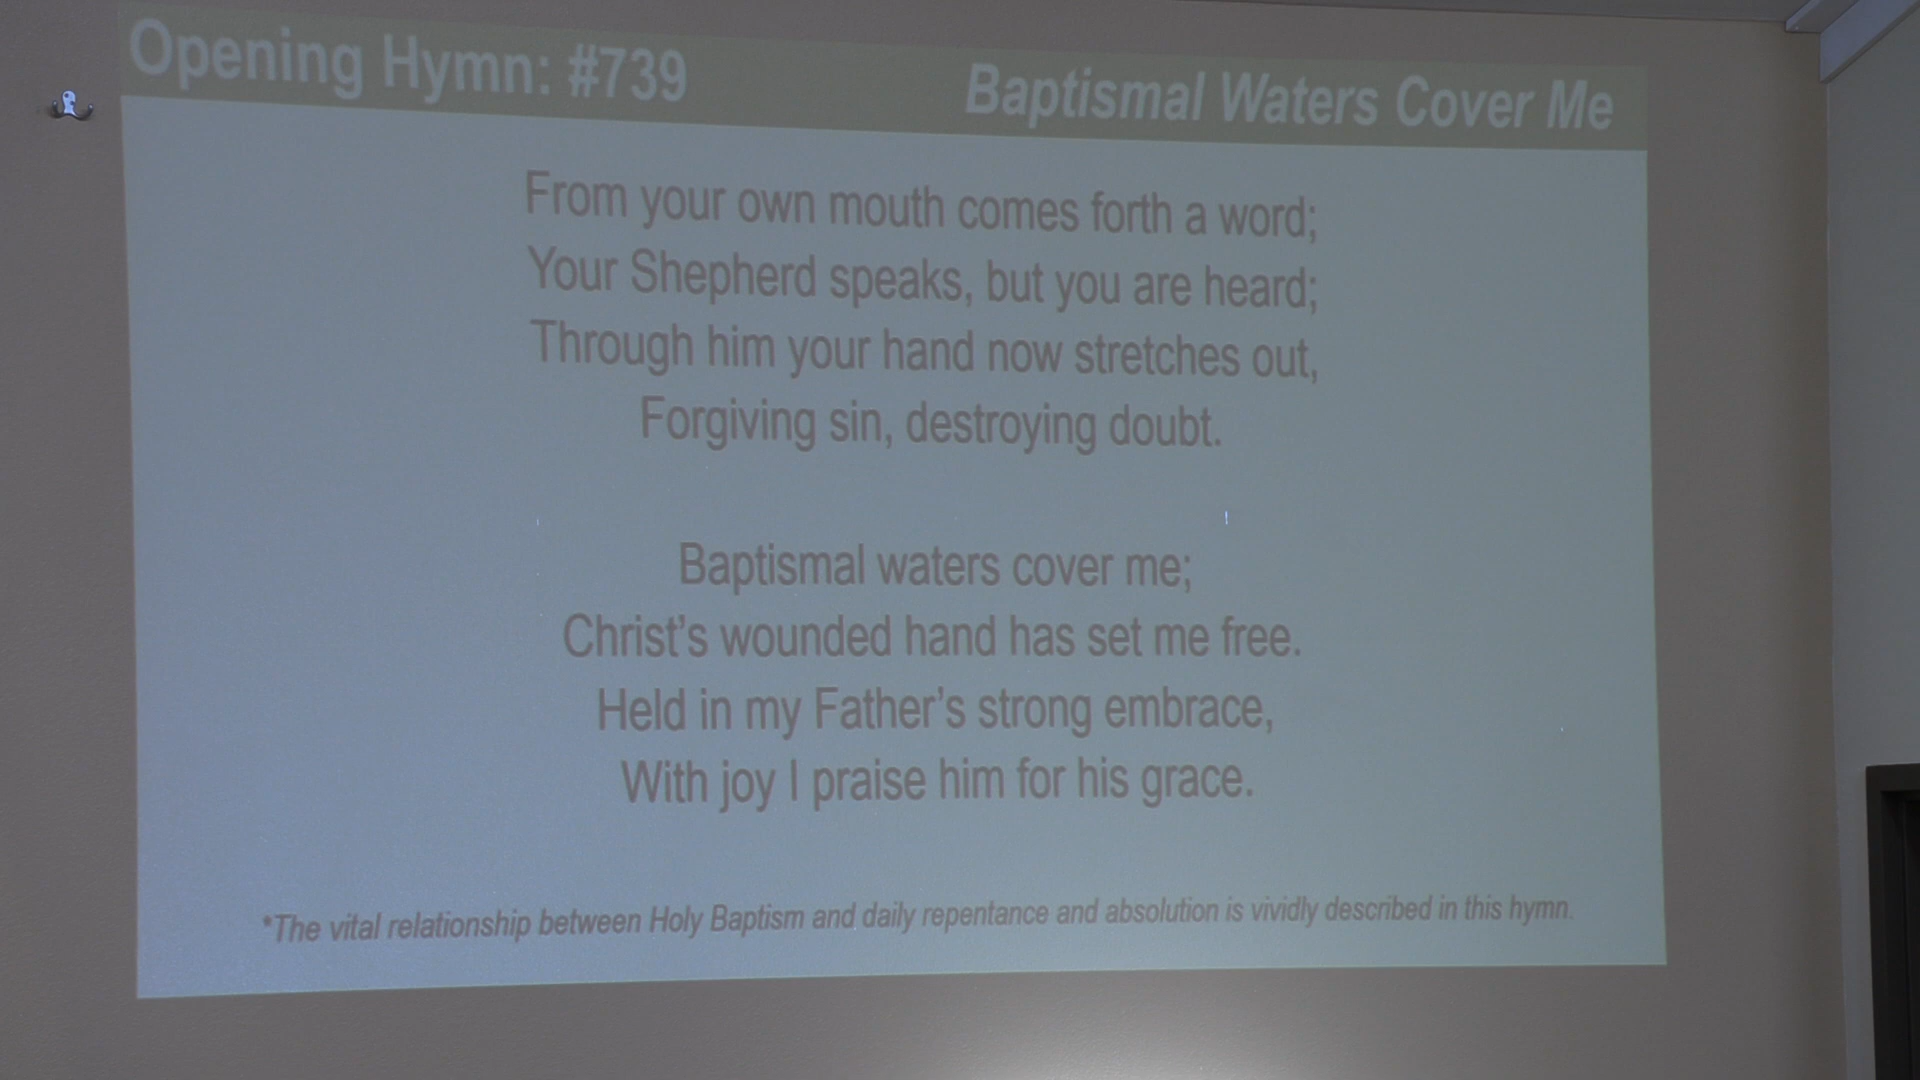 Opening Hymn: #739
Baptismal Waters Cover Me
From your own mouth comes forth a word;
Your Shepherd speaks, but you are heard;
Through him your hand now stretches out,
Forgiving sin, destroying doubt.
Baptismal waters cover me;
Christ's wounded hand has set me free.
Held in my Father's strong embrace,
With joy I praise him for his grace.
*The vital relationship between Holy Baptism and daily repentance and absolution is vividly described in this hymn.